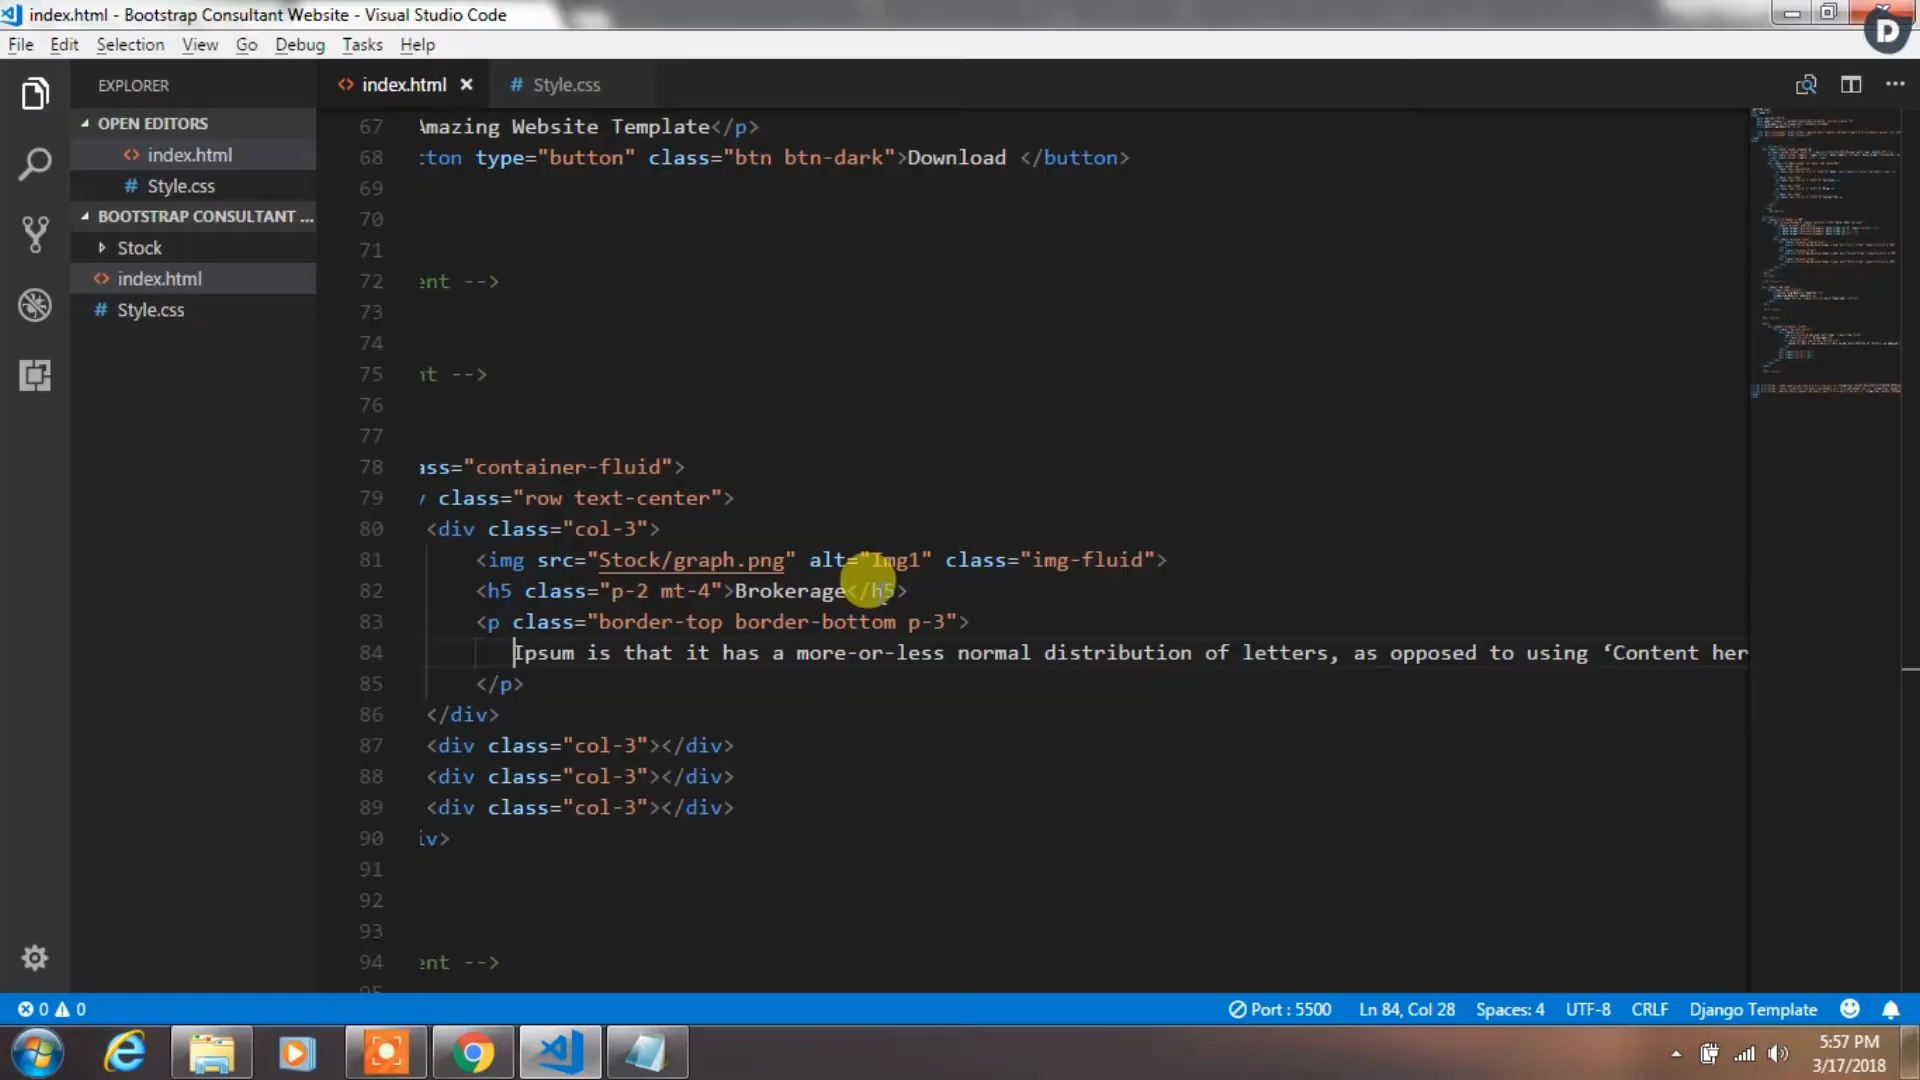 index.html - Bootstrap Consultant Website - Visual Studio Code
D
File Edit Selection View Go Debug Tasks Help
EXPLORER
<> index.html ×
# Style.css
OPEN EDITORS
<> index.html
# Style.css
BOOTSTRAP CONSULTANT ...
Stock
<> index.html
# Style.css
67 Amazing Website Template</p>
68 tton type="button" class="btn btn-dark">Download </button>
69
70
71
72 ent -->
73
74
75 nt -->
76
77
78 ass="container-fluid">
79 v class="row text-center">
80 <div class="col-3">
81 <img src="Stock/graph.png" alt="Img1" class="img-fluid">
82 <h5 class="p-2 mt-4">Brokerage</h5>
83 <p class="border-top border-bottom p-3">
84 Ipsum is that it has a more-or-less normal distribution of letters, as opposed to using ‘Content her
85 </p>
86 </div>
87 <div class="col-3"></div>
88 <div class="col-3"></div>
89 <div class="col-3"></div>
90 iv>
91
92
93
94 ent -->
95
0 0
Port : 5500 Ln 84, Col 28 Spaces: 4 UTF-8 CRLF Django Template
5:57 PM
3/17/2018